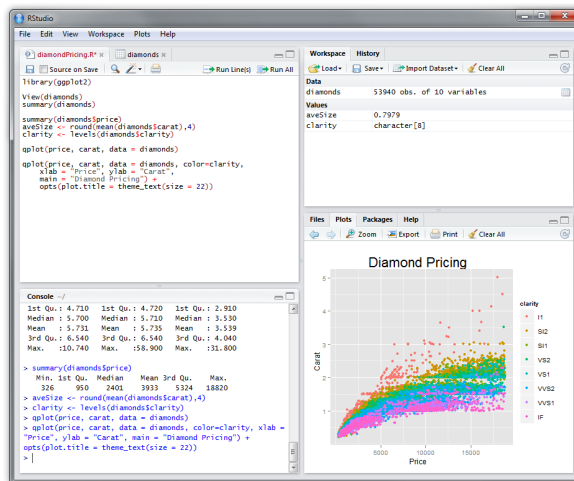 RStudio
File Edit View Workspace Plots Help
diamondPricing.R* × diamonds ×
Source on Save Run Line(s) Run All
library(ggplot2)
View(diamonds)
summary(diamonds)
summary(diamonds$price)
aveSize <- round(mean(diamonds$carat),4)
clarity <- levels(diamonds$clarity)
qplot(price, carat, data = diamonds)
qplot(price, carat, data = diamonds, color=clarity,
xlab = "Price", ylab = "Carat",
main = "Diamond Pricing") +
opts(plot.title = theme_text(size = 22))
Console ~/
1st Qu.: 4.710 1st Qu.: 4.720 1st Qu.: 2.910
Median : 5.700 Median : 5.710 Median : 3.530
Mean : 5.731 Mean : 5.735 Mean : 3.539
3rd Qu.: 6.540 3rd Qu.: 6.540 3rd Qu.: 4.040
Max. :10.740 Max. :58.900 Max. :31.800
> summary(diamonds$price)
Min. 1st Qu. Median Mean 3rd Qu. Max.
326 950 2401 3933 5324 18820
> aveSize <- round(mean(diamonds$carat),4)
> clarity <- levels(diamonds$clarity)
> qplot(price, carat, data = diamonds)
> qplot(price, carat, data = diamonds, color=clarity, xlab =
"Price", ylab = "Carat", main = "Diamond Pricing") +
opts(plot.title = theme_text(size = 22))
>
Workspace History
Load Save Import Dataset Clear All
Data
diamonds 53940 obs. of 10 variables
Values
aveSize 0.7979
clarity character[8]
Files Plots Packages Help
Zoom Export Print Clear All
Diamond Pricing
Carat
5
4
3
2
1
5000 10000 15000
Price
clarity
I1
SI2
SI1
VS2
VS1
VVS2
VVS1
IF